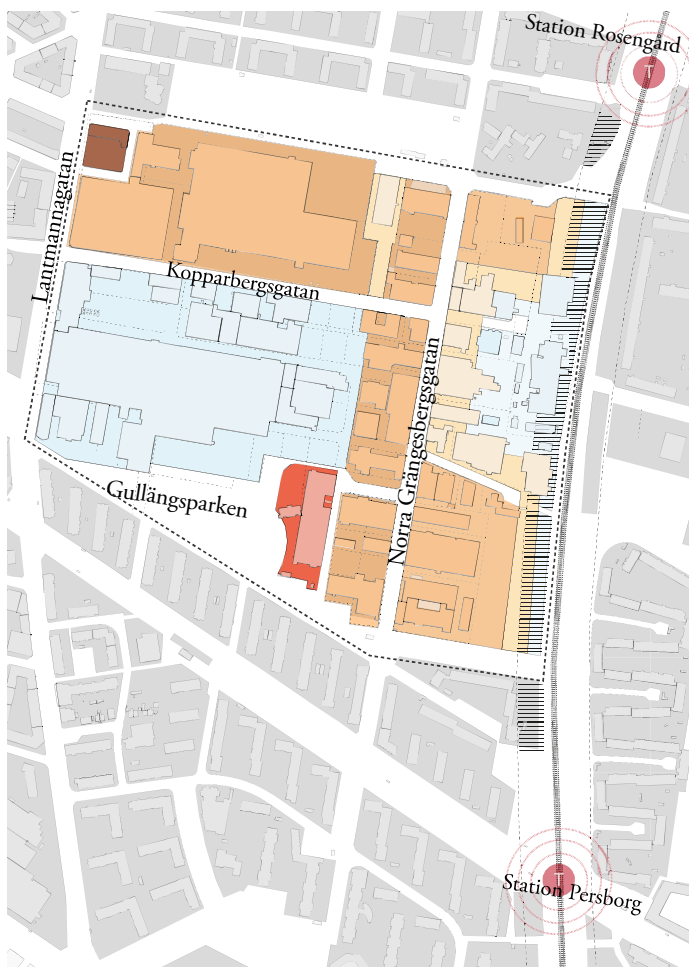 Station Rosengård
T
Lantmannagatan
Kopparbergsgatan
Norra Grängesbergsgatan
Gullängsparken
T
Station Persborg